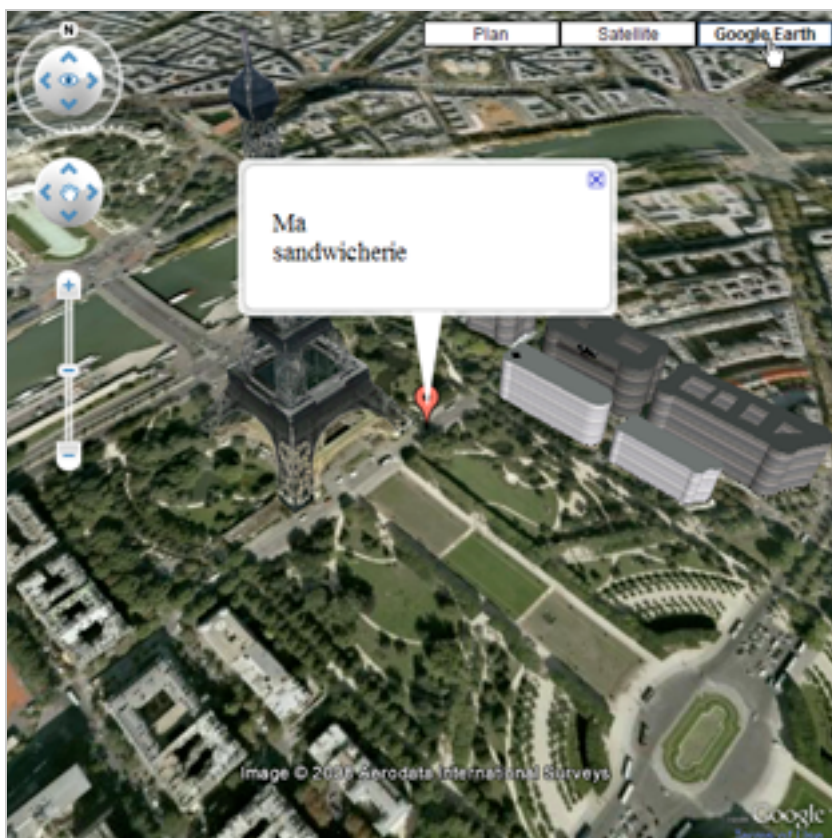 N
Plan
Satellite
Google Earth
Ma
sandwicherie
Image © 2008 Aerodata International Surveys
Google